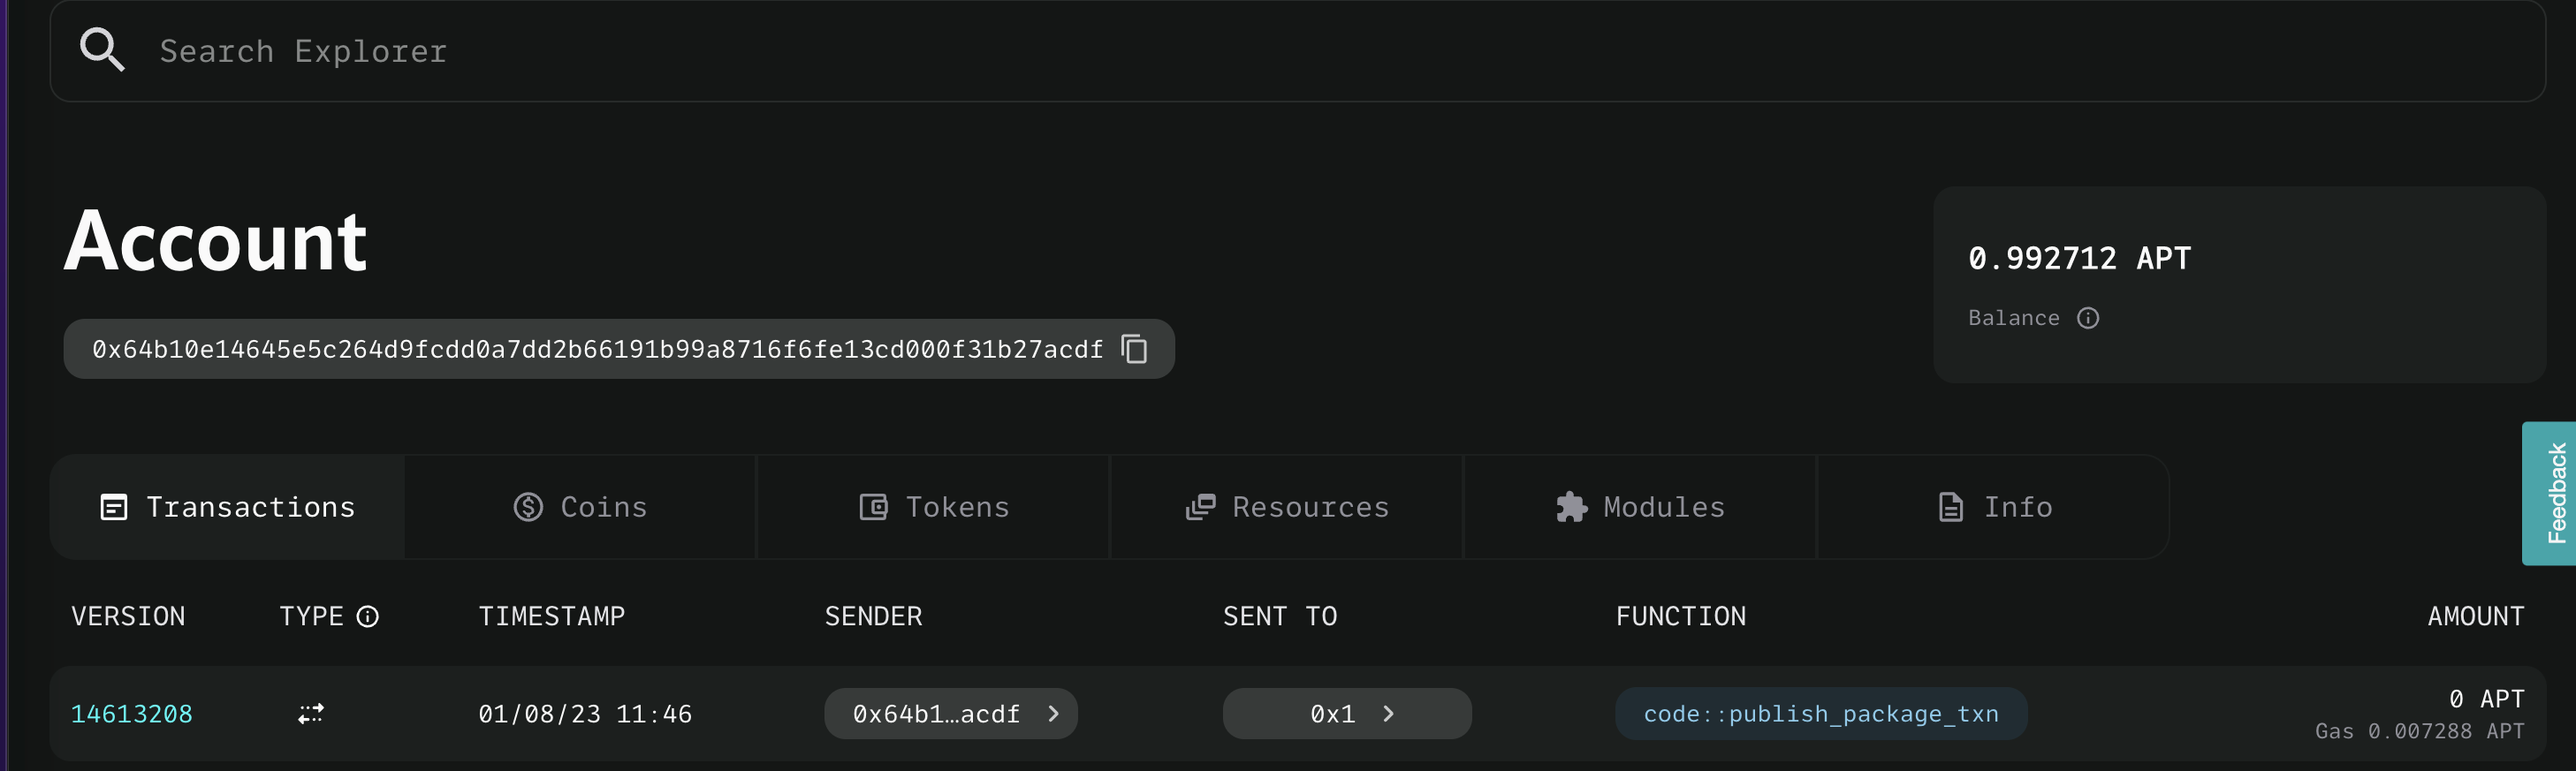 Search Explorer
Account
0.992712 APT
Balance
0x64b10e14645e5c264d9fcdd0a7dd2b66191b99a8716f6fe13cd000f31b27acdf
Feedback
Transactions Coins Tokens Resources Modules Info
VERSION TYPE TIMESTAMP SENDER SENT TO FUNCTION AMOUNT
14613208 01/08/23 11:46 0x64b1…acdf 0x1 code::publish_package_txn 0 APT
Gas 0.007288 APT